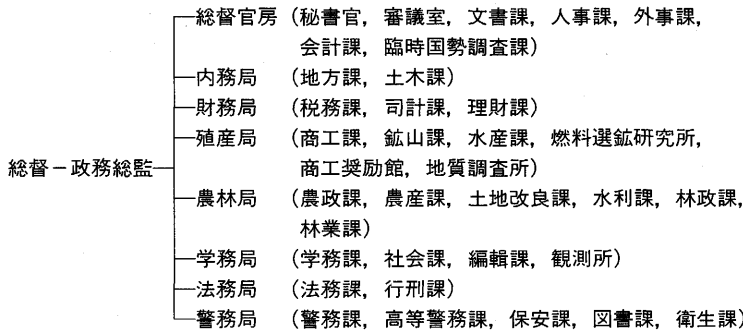 総督官房 (秘書官, 審議室, 文書課, 人事課, 外事課,
会計課, 臨時国勢調査課)
内務局 (地方課, 土木課)
財務局 (税務課, 司計課, 理財課)
殖産局 (商工課, 鉱山課, 水産課, 燃料選鉱研究所,
総督-政務総監
商工奨励館, 地質調査所)
農林局 (農政課, 農産課, 土地改良課, 水利課, 林政課,
林業課)
学務局 (学務課, 社会課, 編輯課, 観測所)
法務局 (法務課, 行刑課)
警務局 (警務課, 高等警務課, 保安課, 図書課, 衛生課)